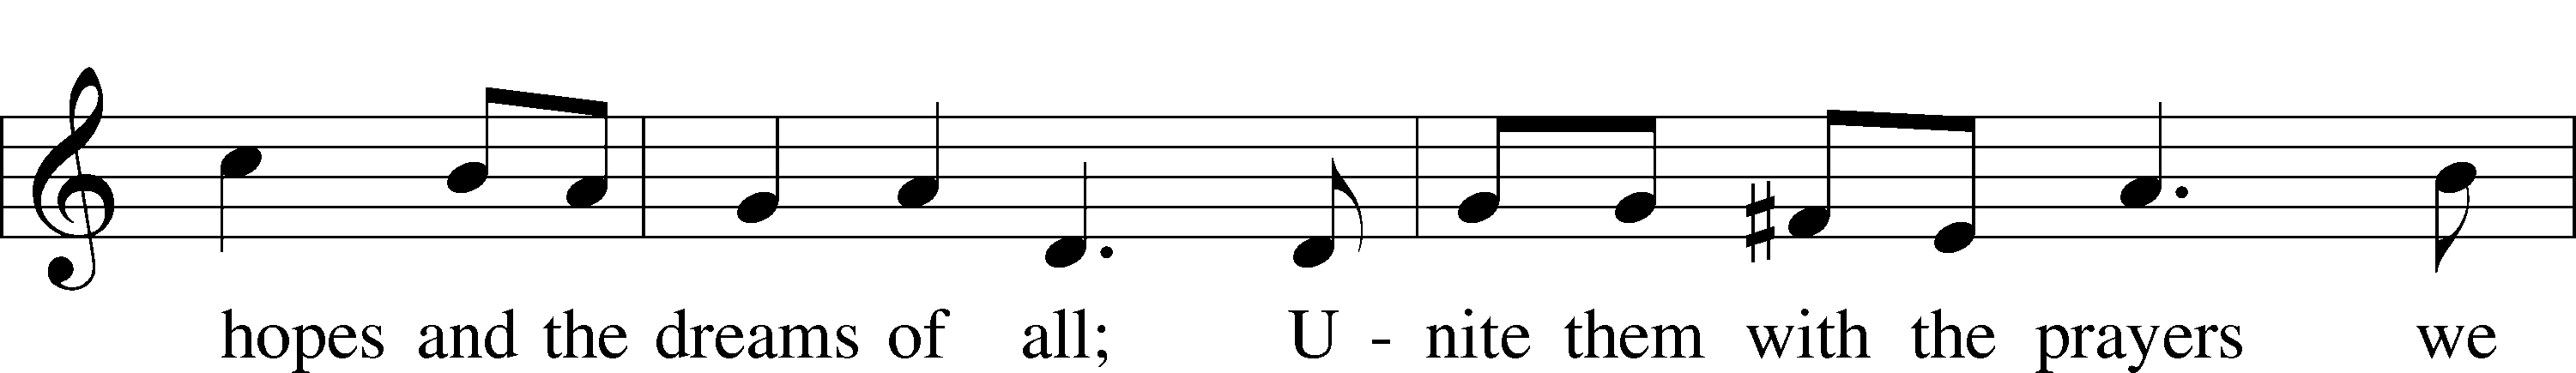 hopes and the dreams of all; U - nite them with the prayers we